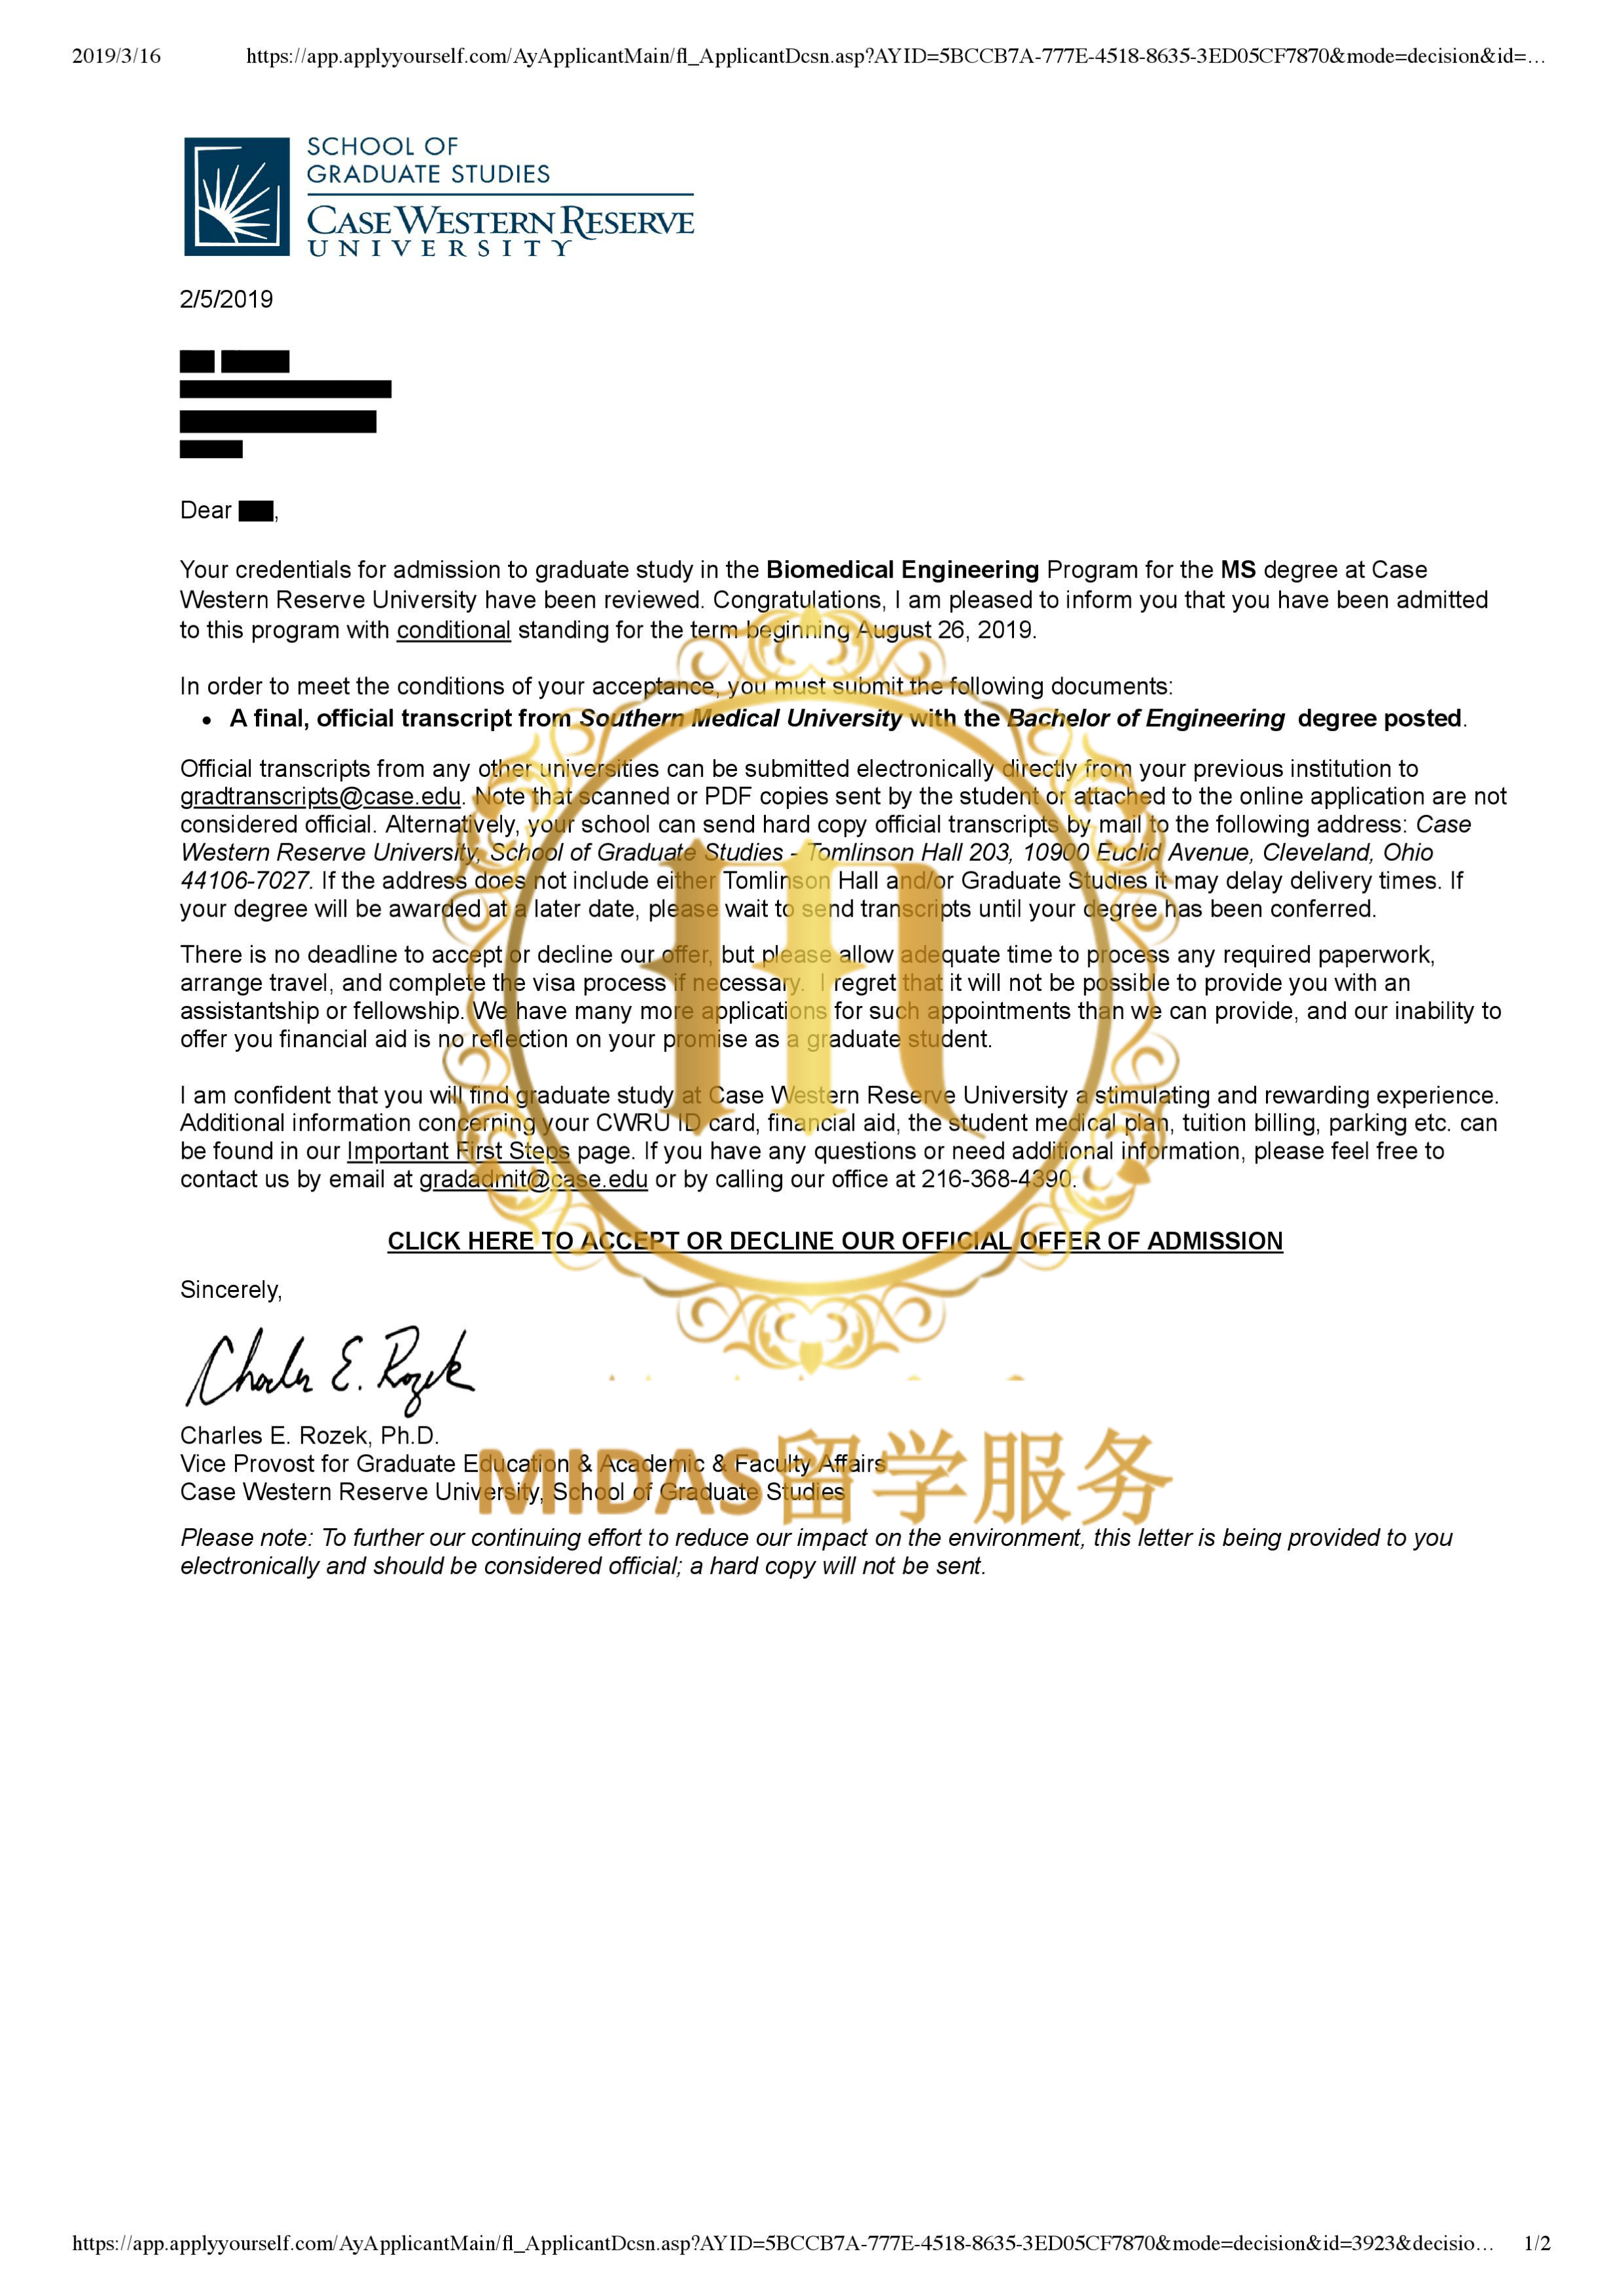 2019/3/16 https://app.applyyourself.com/AyApplicantMain/fl_ApplicantDcsn.asp?AYID=5BCCB7A-777E-4518-8635-3ED05CF7870&mode=decision&id=…
SCHOOL OF
GRADUATE STUDIES
CASE WESTERN RESERVE
UNIVERSITY
2/5/2019
Dear ,
Your credentials for admission to graduate study in the Biomedical Engineering Program for the MS degree at Case
Western Reserve University have been reviewed. Congratulations, I am pleased to inform you that you have been admitted
to this program with conditional standing for the term beginning August 26, 2019.
In order to meet the conditions of your acceptance, you must submit the following documents:
• A final, official transcript from Southern Medical University with the Bachelor of Engineering degree posted.
Official transcripts from any other universities can be submitted electronically directly from your previous institution to
gradtranscripts@case.edu. Note that scanned or PDF copies sent by the student or attached to the online application are not
considered official. Alternatively, your school can send hard copy official transcripts by mail to the following address: Case
Western Reserve University, School of Graduate Studies - Tomlinson Hall 203, 10900 Euclid Avenue, Cleveland, Ohio
44106-7027. If the address does not include either Tomlinson Hall and/or Graduate Studies it may delay delivery times. If
your degree will be awarded at a later date, please wait to send transcripts until your degree has been conferred.
There is no deadline to accept or decline our offer, but please allow adequate time to process any required paperwork,
arrange travel, and complete the visa process if necessary. I regret that it will not be possible to provide you with an
assistantship or fellowship. We have many more applications for such appointments than we can provide, and our inability to
offer you financial aid is no reflection on your promise as a graduate student.
I am confident that you will find graduate study at Case Western Reserve University a stimulating and rewarding experience.
Additional information concerning your CWRU ID card, financial aid, the student medical plan, tuition billing, parking etc. can
be found in our Important First Steps page. If you have any questions or need additional information, please feel free to
contact us by email at gradadmit@case.edu or by calling our office at 216-368-4390.
CLICK HERE TO ACCEPT OR DECLINE OUR OFFICIAL OFFER OF ADMISSION
Sincerely,
Charles E. Rozek
Charles E. Rozek, Ph.D.
Vice Provost for Graduate Education & Academic & Faculty Affairs
Case Western Reserve University, School of Graduate Studies
MIDAS留学服务
Please note: To further our continuing effort to reduce our impact on the environment, this letter is being provided to you
electronically and should be considered official; a hard copy will not be sent.
https://app.applyyourself.com/AyApplicantMain/fl_ApplicantDcsn.asp?AYID=5BCCB7A-777E-4518-8635-3ED05CF7870&mode=decision&id=3923&decisio… 1/2